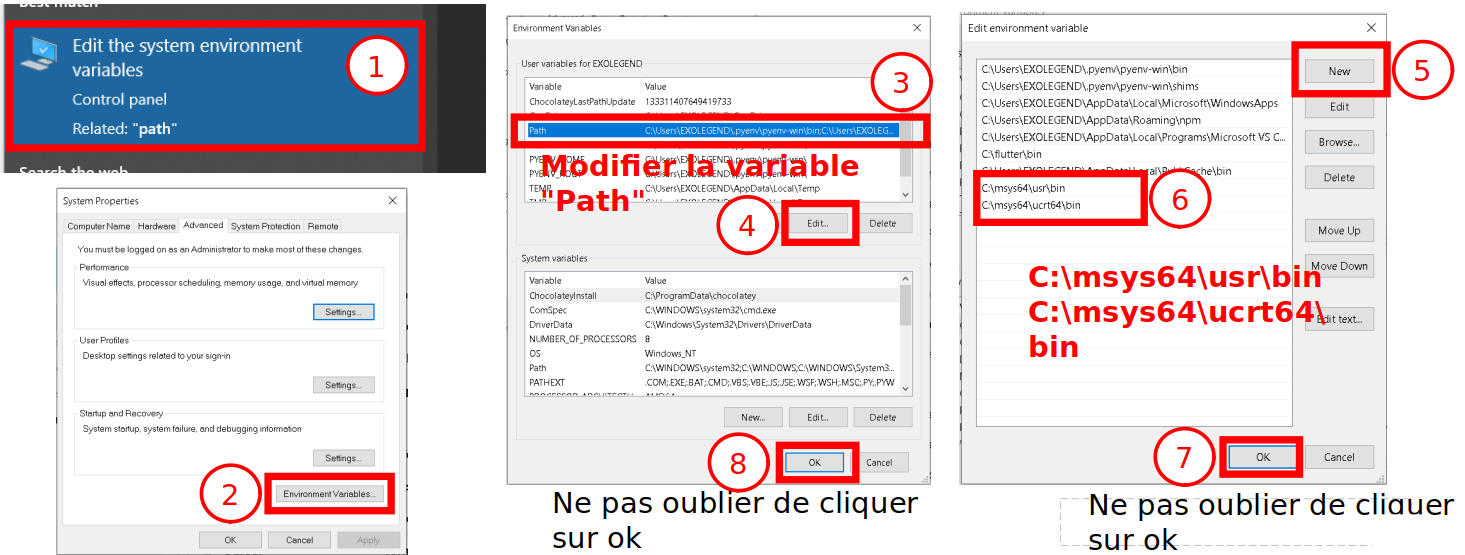 Best match
Edit the system environment
variables
Control panel
Related: "path"
1
Search the web
System Properties
Computer Name
Hardware
Advanced
System Protection
Remote
You must be logged on as an Administrator to make most of these changes.
Performance
Visual effects, processor scheduling, memory usage, and virtual memory
Settings...
User Profiles
Desktop settings related to your sign-in
Settings...
Startup and Recovery
System startup, system failure, and debugging information
Settings...
2
Environment Variables...
OK
Cancel
Apply
Environment Variables
User variables for EXOLEGEND
3
Variable Value
ChocolateyLastPathUpdate 133311407649419733
Path C:\Users\EXOLEGEND\.pyenv\pyenv-win\bin;C:\Users\EXOLEG...
PYENV_HOME C:\Users\EXOLEGEND\.pyenv\pyenv-win\
PYENV_ROOT C:\Users\EXOLEGEND\.pyenv\pyenv-win\
TEMP C:\Users\EXOLEGEND\AppData\Local\Temp
Modifier la variable
"Path"
4
Edit...
Delete
System variables
Variable Value
ChocolateyInstall C:\ProgramData\chocolatey
ComSpec C:\WINDOWS\system32\cmd.exe
DriverData C:\Windows\System32\Drivers\DriverData
NUMBER_OF_PROCESSORS 8
OS Windows_NT
Path C:\WINDOWS\system32;C:\WINDOWS;C:\WINDOWS\System3...
PATHEXT .COM;.EXE;.BAT;.CMD;.VBS;.VBE;.JS;.JSE;.WSF;.WSH;.MSC;.PY;.PYW
PROCESSOR_ARCHITECTU AMD64
New...
Edit...
Delete
8
OK
Cancel
Ne pas oublier de cliquer
sur ok
Edit environment variable
C:\Users\EXOLEGEND\.pyenv\pyenv-win\bin
C:\Users\EXOLEGEND\.pyenv\pyenv-win\shims
C:\Users\EXOLEGEND\AppData\Local\Microsoft\WindowsApps
C:\Users\EXOLEGEND\AppData\Roaming\npm
C:\Users\EXOLEGEND\AppData\Local\Programs\Microsoft VS C...
C:\flutter\bin
C:\Users\EXOLEGEND\AppData\Local\Pub\Cache\bin
C:\msys64\usr\bin
C:\msys64\ucrt64\bin
6
5
New
Edit
Browse...
Delete
Move Up
Move Down
Edit text...
C:\msys64\usr\bin
C:\msys64\ucrt64\
bin
7
OK
Cancel
Ne pas oublier de cliquer
sur ok